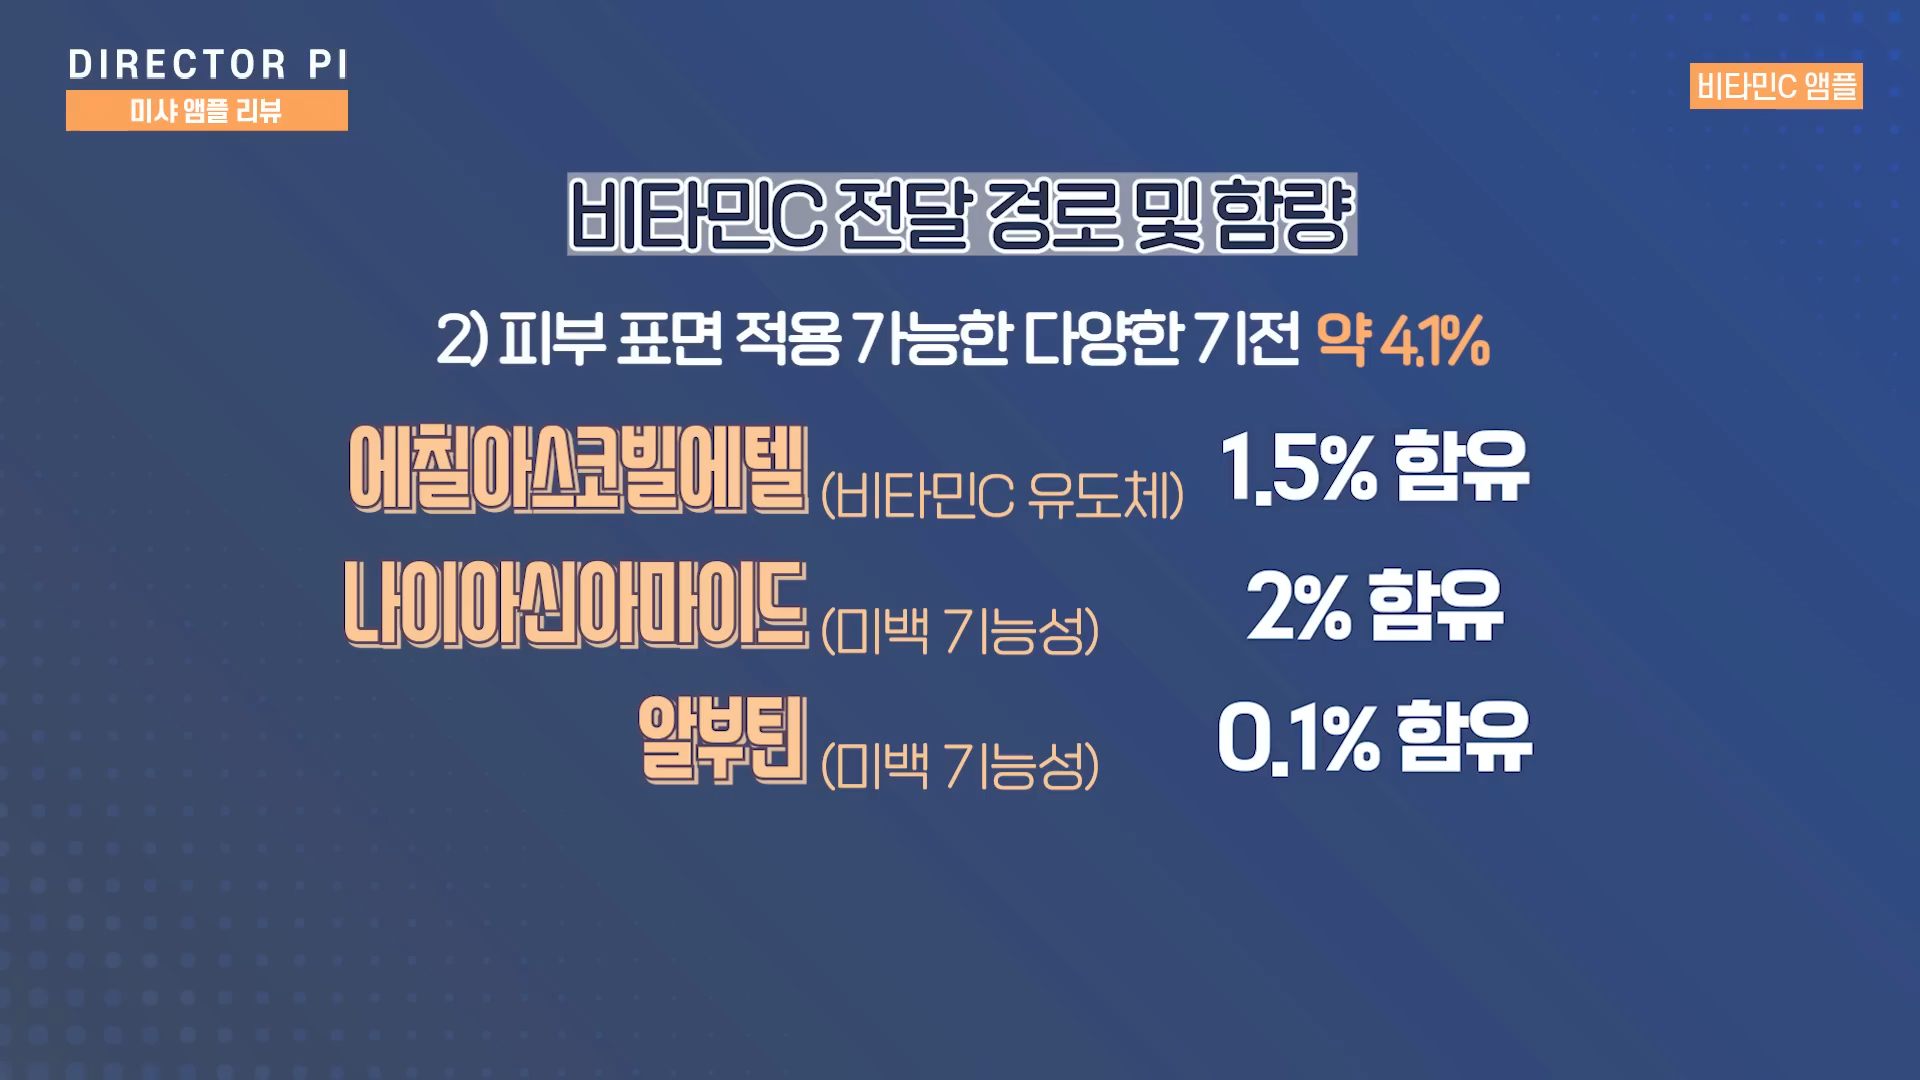 DIRECTOR PI
미샤 앰플 리뷰
비타민C 앰플
비타민C 전달 경로 및 함량
2) 피부 표면 적용 가능한 다양한 기전 약 4.1%
에칠아스코빌에텔 (비타민C 유도체) 1.5% 함유
나이아신아마이드 (미백 기능성) 2% 함유
알부틴 (미백 기능성) 0.1% 함유